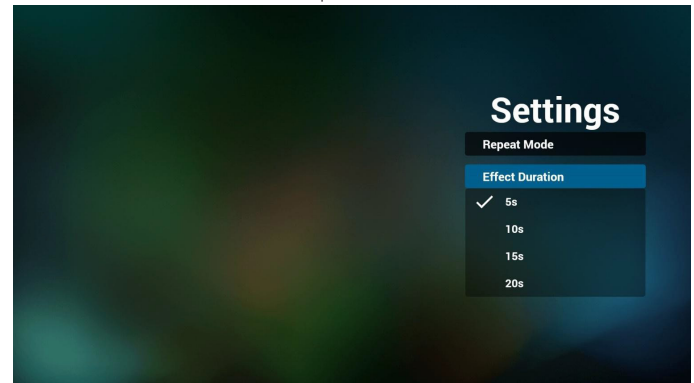 Settings
Repeat Mode
Effect Duration
5s
10s
15s
20s